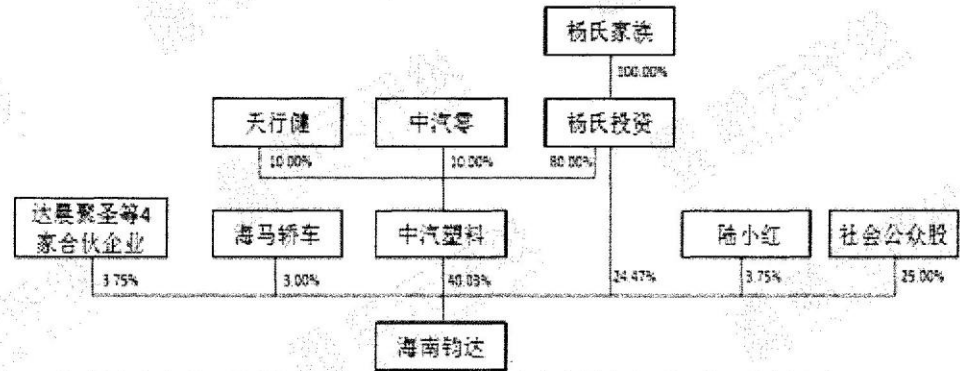 杨氏家族
100.00%
天行健
中汽零
杨氏投资
10.00%
10.00%
80.00%
达晨聚圣等4
家合伙企业
海马轿车
中汽塑料
陆小红
社会公众股
3.75%
3.00%
40.03%
24.47%
3.75%
25.00%
海南钧达